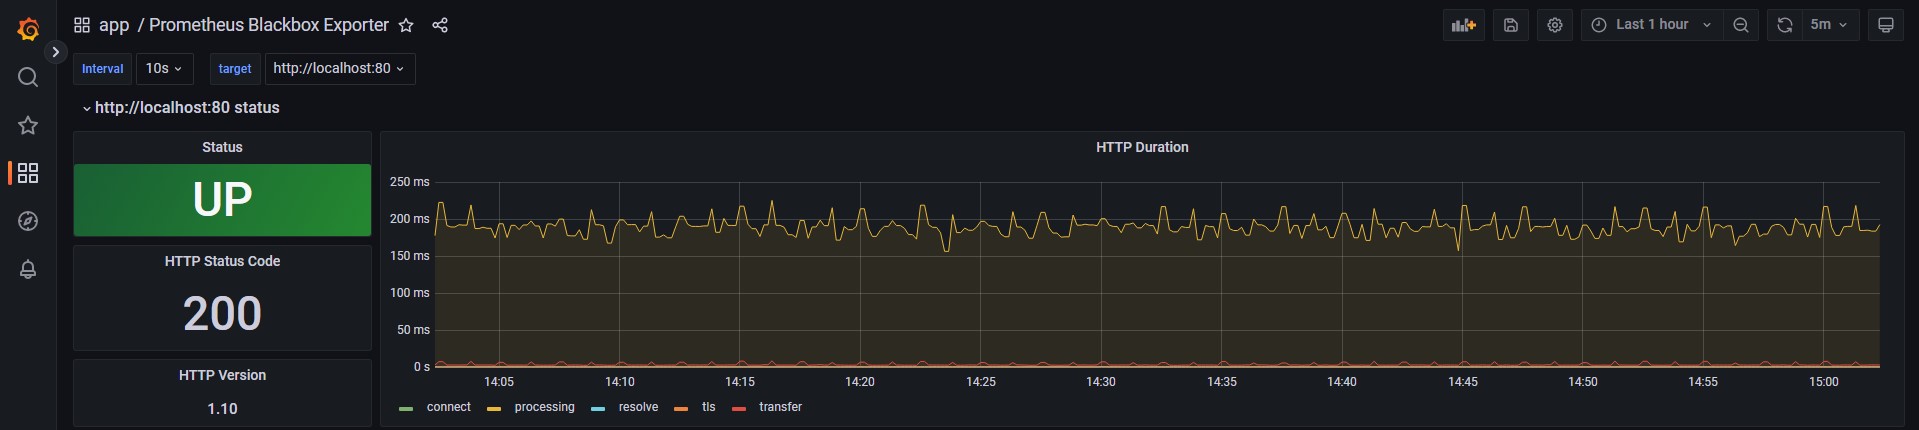 app / Prometheus Blackbox Exporter
Last 1 hour
5m
Interval 10s target http://localhost:80
http://localhost:80 status
Status
UP
HTTP Status Code
200
HTTP Version
1.10
HTTP Duration
250 ms
200 ms
150 ms
100 ms
50 ms
0 s
14:05 14:10 14:15 14:20 14:25 14:30 14:35 14:40 14:45 14:50 14:55 15:00
connect processing resolve tls transfer